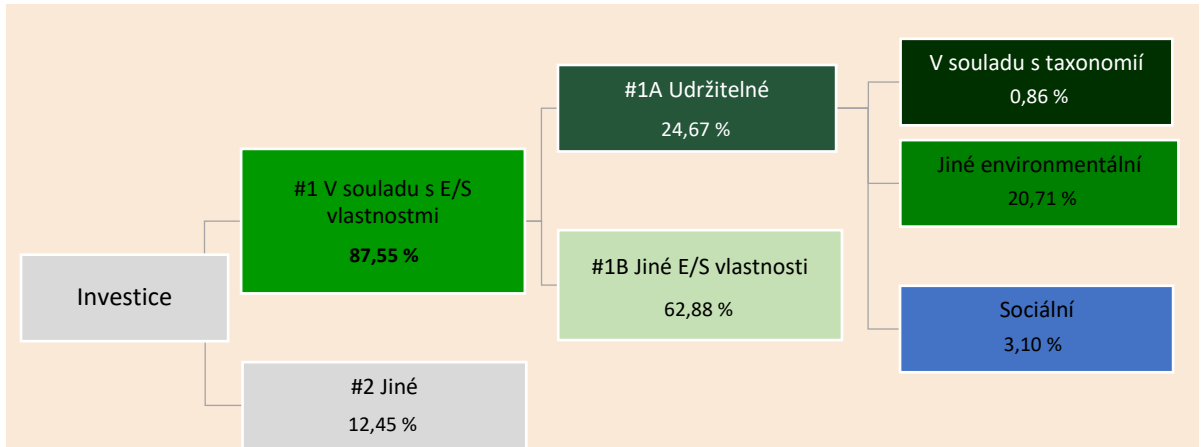 Investice
#1 V souladu s E/S
vlastnostmi
87,55 %
#2 Jiné
12,45 %
#1A Udržitelné
24,67 %
#1B Jiné E/S vlastnosti
62,88 %
V souladu s taxonomií
0,86 %
Jiné environmentální
20,71 %
Sociální
3,10 %